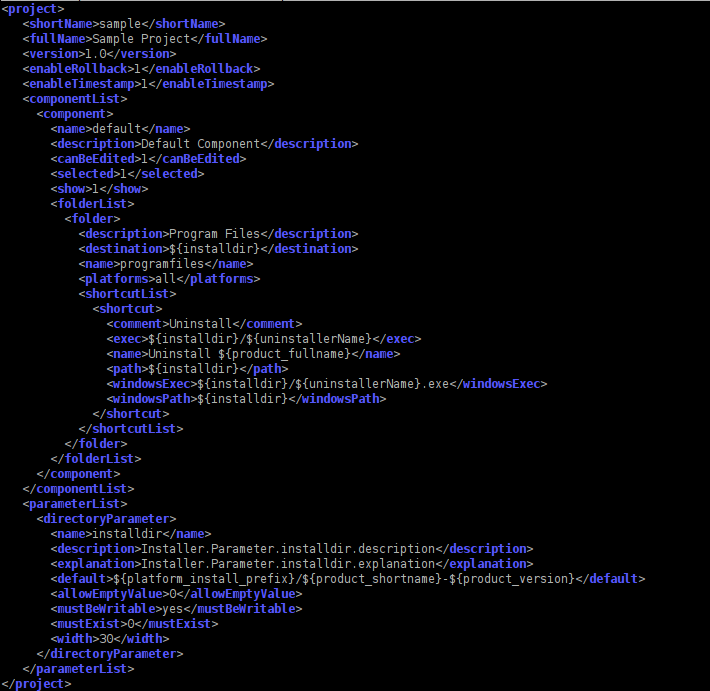 <project>
<shortName>sample</shortName>
<fullName>Sample Project</fullName>
<version>1.0</version>
<enableRollback>1</enableRollback>
<enableTimestamp>1</enableTimestamp>
<componentList>
<component>
<name>default</name>
<description>Default Component</description>
<canBeEdited>1</canBeEdited>
<selected>1</selected>
<show>1</show>
<folderList>
<folder>
<description>Program Files</description>
<destination>${installdir}</destination>
<name>programfiles</name>
<platforms>all</platforms>
<shortcutList>
<shortcut>
<comment>Uninstall</comment>
<exec>${installdir}/${uninstallerName}</exec>
<name>Uninstall ${product_fullname}</name>
<path>${installdir}</path>
<windowsExec>${installdir}/${uninstallerName}.exe</windowsExec>
<windowsPath>${installdir}</windowsPath>
</shortcut>
</shortcutList>
</folder>
</folderList>
</component>
</componentList>
<parameterList>
<directoryParameter>
<name>installdir</name>
<description>Installer.Parameter.installdir.description</description>
<explanation>Installer.Parameter.installdir.explanation</explanation>
<default>${platform_install_prefix}/${product_shortname}-${product_version}</default>
<allowEmptyValue>0</allowEmptyValue>
<mustBeWritable>yes</mustBeWritable>
<mustExist>0</mustExist>
<width>30</width>
</directoryParameter>
</parameterList>
</project>